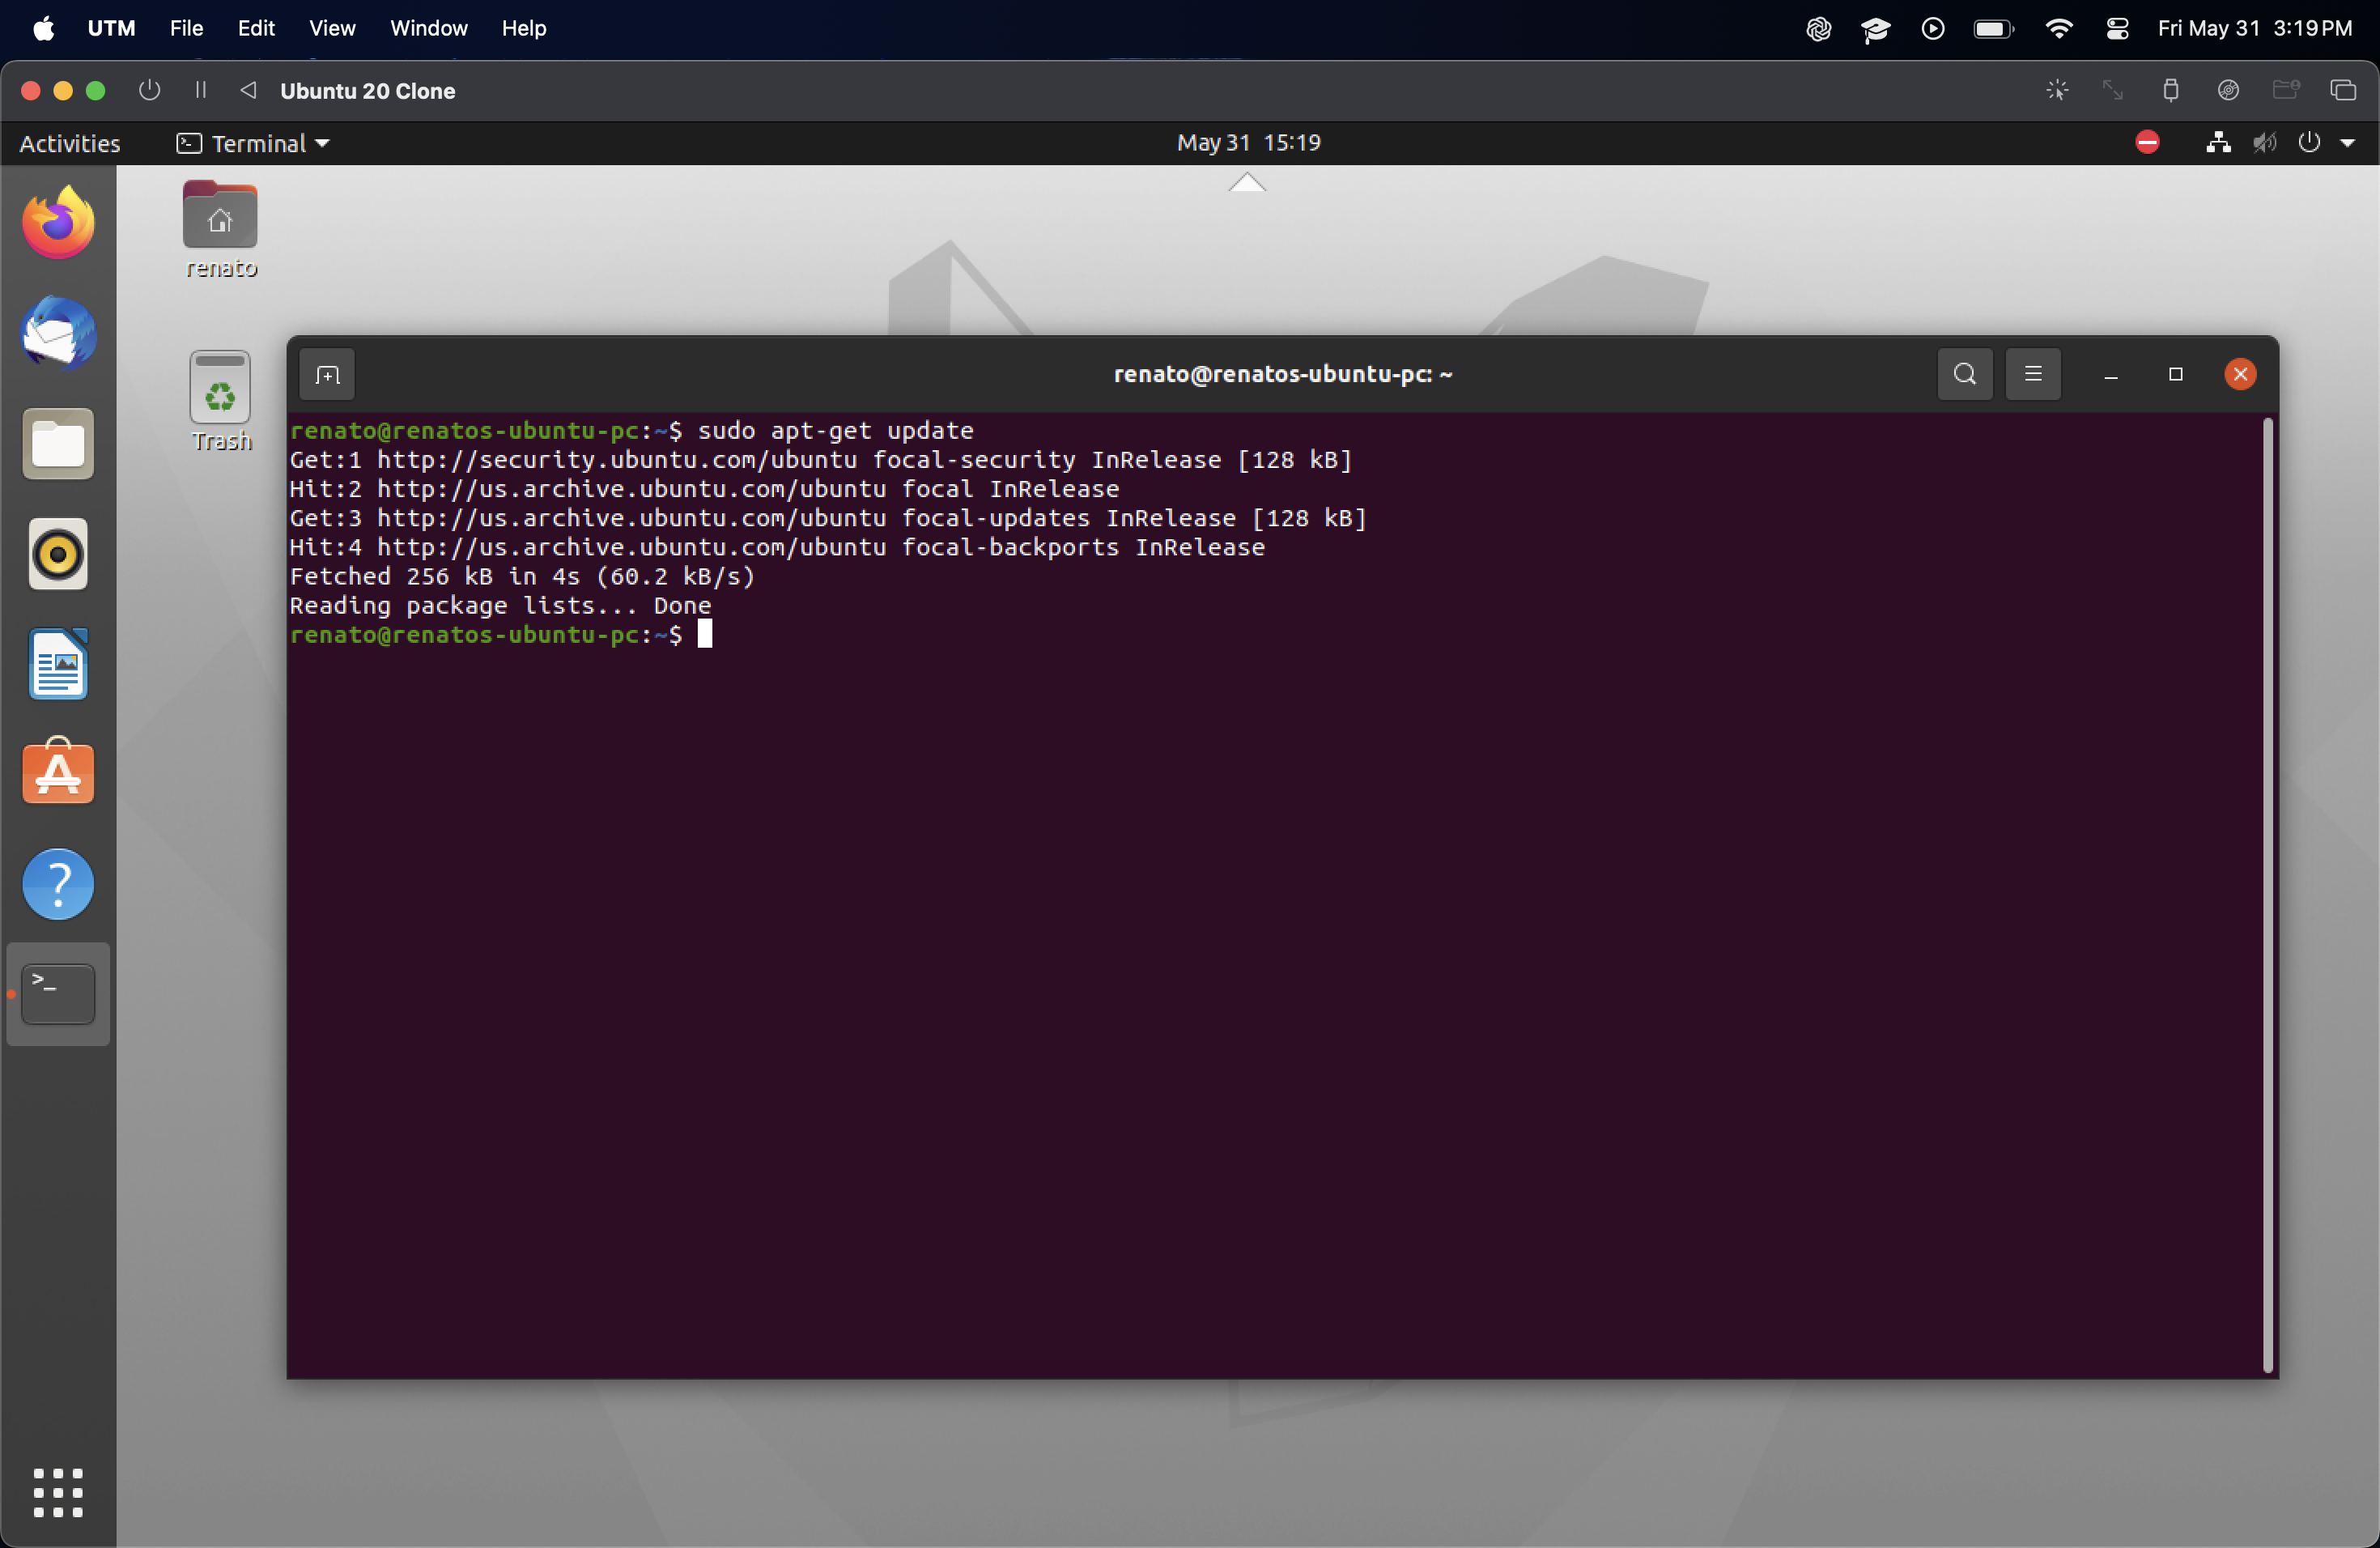 UTM File Edit View Window Help Fri May 31 3:19 PM
Ubuntu 20 Clone
Activities Terminal May 31 15:19
renato
Trash
renato@renatos-ubuntu-pc: ~
renato@renatos-ubuntu-pc:~$ sudo apt-get update
Get:1 http://security.ubuntu.com/ubuntu focal-security InRelease [128 kB]
Hit:2 http://us.archive.ubuntu.com/ubuntu focal InRelease
Get:3 http://us.archive.ubuntu.com/ubuntu focal-updates InRelease [128 kB]
Hit:4 http://us.archive.ubuntu.com/ubuntu focal-backports InRelease
Fetched 256 kB in 4s (60.2 kB/s)
Reading package lists... Done
renato@renatos-ubuntu-pc:~$